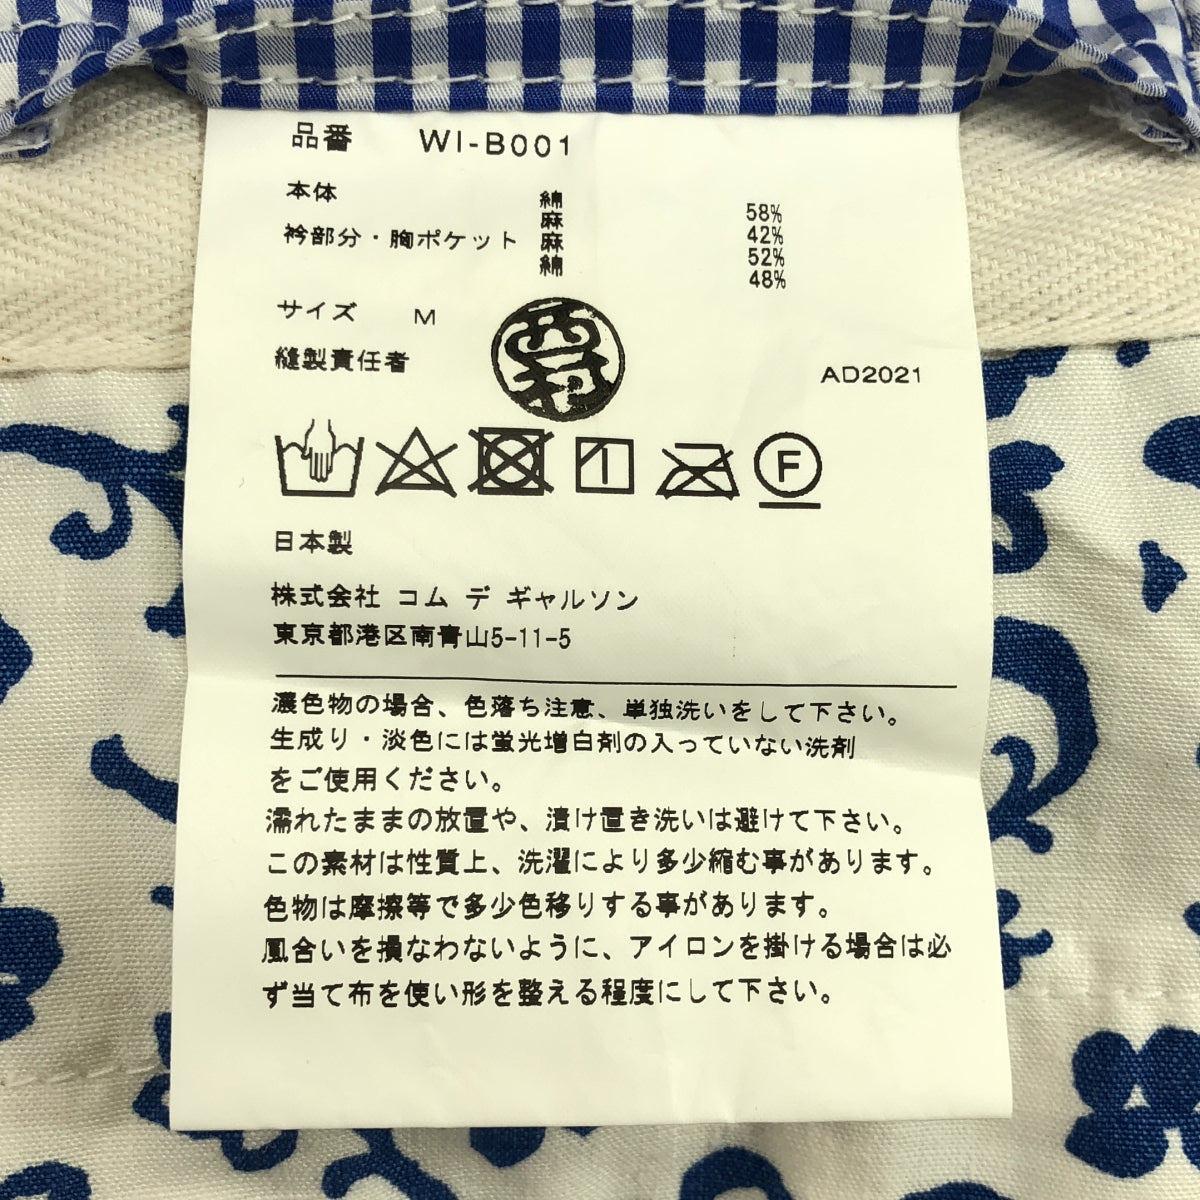 品番 WI-B001
本体 綿 58%
麻 42%
衿部分・胸ポケット 麻 52%
綿 48%
サイズ M
縫製責任者 西村
AD2021
F
日本製
株式会社 コム デ ギャルソン
東京都港区南青山5-11-5
濃色物の場合、色落ち注意、単独洗いをして下さい。
生成り・淡色には蛍光増白剤の入っていない洗剤
をご使用ください。
濡れたままの放置や、漬け置き洗いは避けて下さい。
この素材は性質上、洗濯により多少縮む事があります。
色物は摩擦等で多少色移りする事があります。
風合いを損なわないように、アイロンを掛ける場合は必
ず当て布を使い形を整える程度にして下さい。